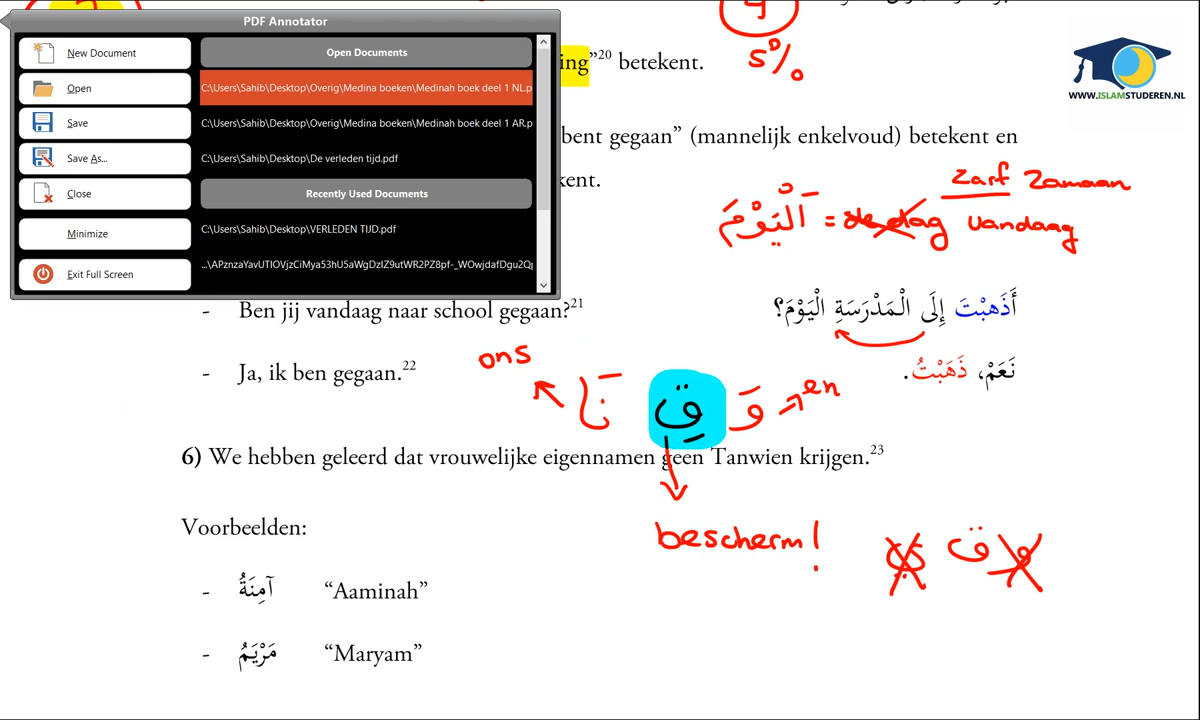 PDF Annotator
New Document
Open
Save
Save As...
Close
Minimize
Exit Full Screen
Open Documents
C:\Users\Sahib\Desktop\Overig\Medina boeken\Medinah boek deel 1 NL.p
C:\Users\Sahib\Desktop\Overig\Medina boeken\Medinah boek deel 1 AR.p
C:\Users\Sahib\Desktop\De verleden tijd.pdf
Recently Used Documents
C:\Users\Sahib\Desktop\VERLEDEN TIJD.pdf
...\APznzaYavUTIOVjzCiMya53hU5aWgDzIZ9utWR2PZ8pf-_WOwjdafDgu2Q
5%
WWW.ISLAMSTUDEREN.NL
ing”20 betekent.
bent gegaan” (mannelijk enkelvoud) betekent en
kent.
zarf zamaan
اَلْيَوْمَ = de dag vandaag
- Ben jij vandaag naar school gegaan?21
أَذَهَبْتَ إِلَى الْمَدْرَسَةِ الْيَوْمَ؟
- Ja, ik ben gegaan.22
نَعَمْ، ذَهَبْتُ.
ons
وَ قِ نَا
en
6) We hebben geleerd dat vrouwelijke eigennamen geen Tanwien krijgen.23
Voorbeelden:
bescherm!
ق
- آمِنَةُ “Aaminah”
- مَرْيَمُ “Maryam”